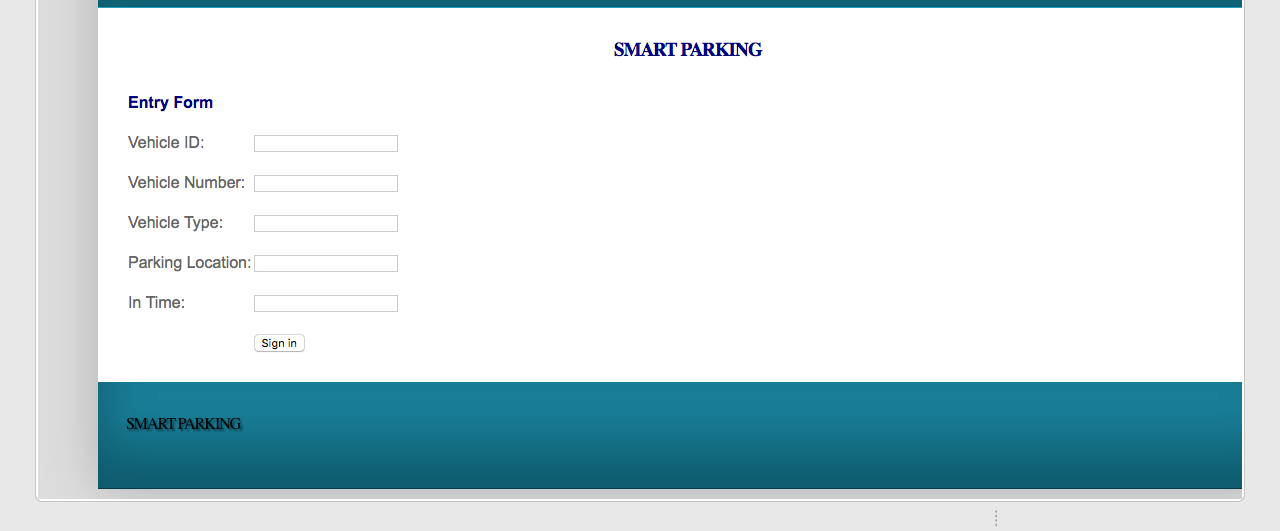 SMART PARKING
Entry Form
Vehicle ID:
Vehicle Number:
Vehicle Type:
Parking Location:
In Time:
Sign in
SMART PARKING